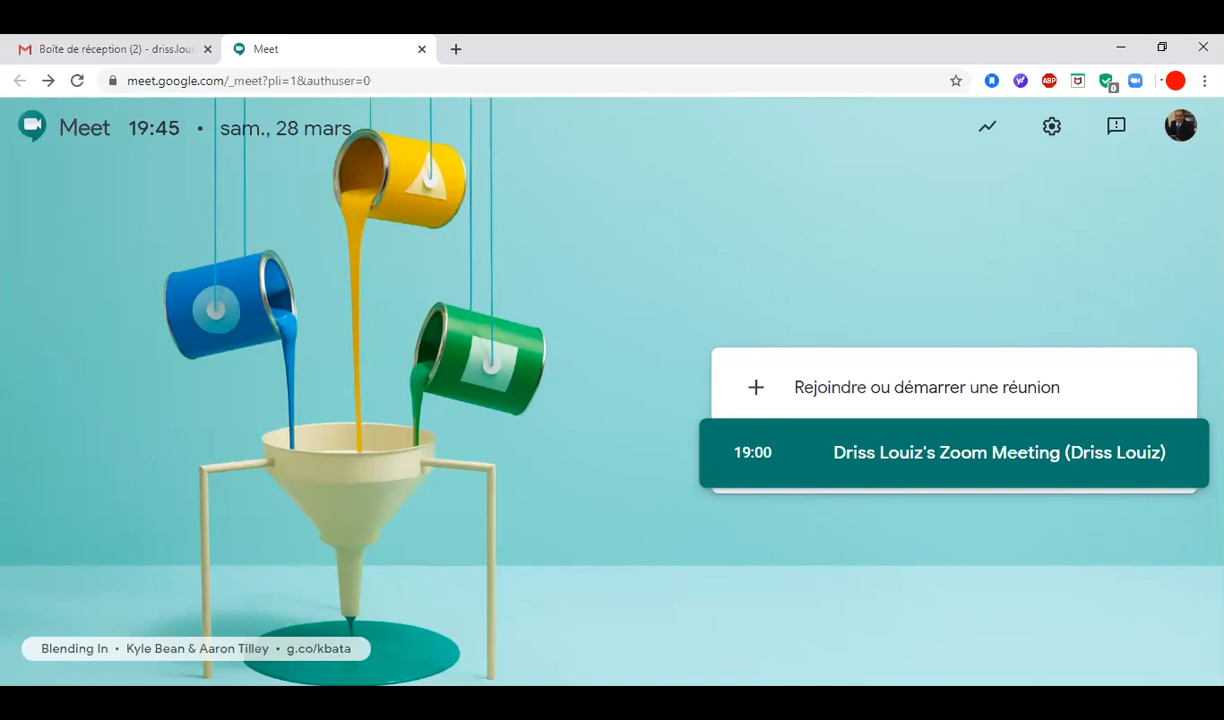 Boîte de réception (2) - driss.lou
Meet
meet.google.com/_meet?pli=1&authuser=0
ABP
0
Meet 19:45 • sam., 28 mars
Rejoindre ou démarrer une réunion
19:00 Driss Louiz's Zoom Meeting (Driss Louiz)
Blending In • Kyle Bean & Aaron Tilley • g.co/kbata